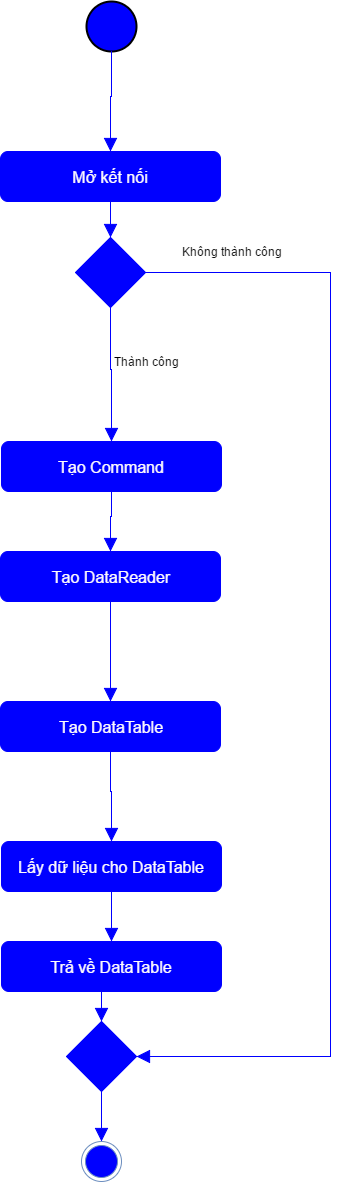 Mở kết nối
Không thành công
Thành công
Tạo Command
Tạo DataReader
Tạo DataTable
Lấy dữ liệu cho DataTable
Trả về DataTable